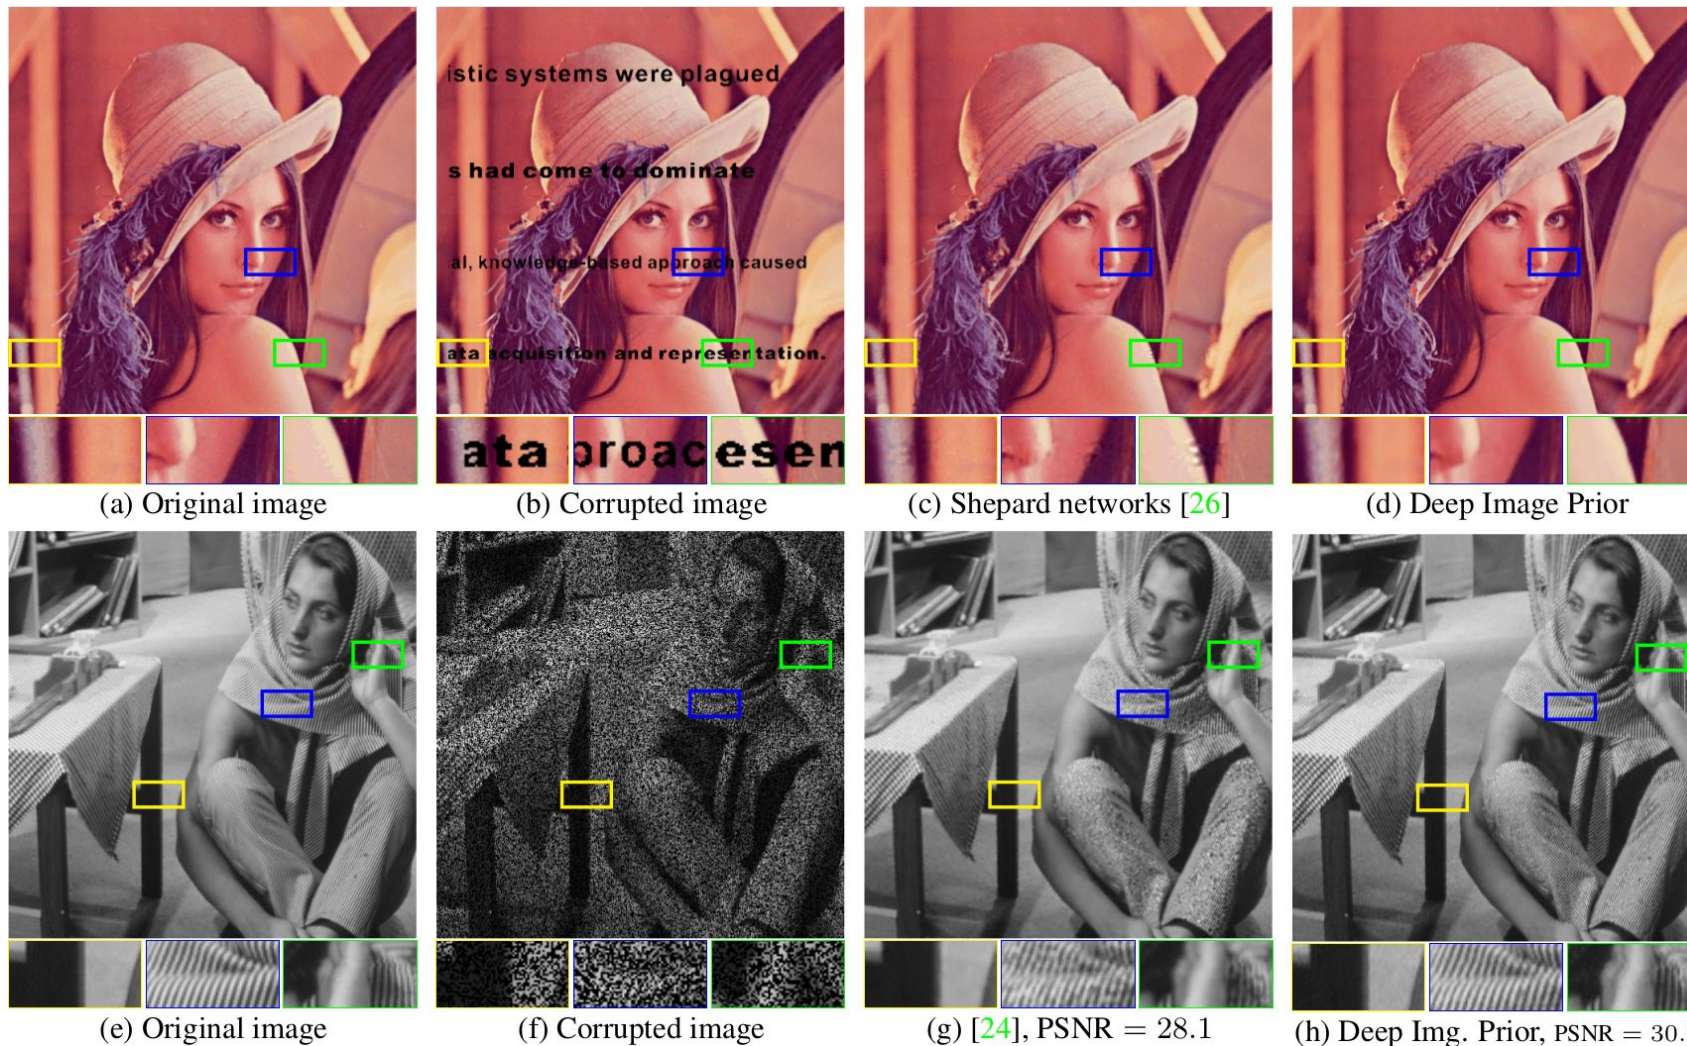 istic systems were plagued
s had come to dominate
al, knowledge-based approach caused
ata acquisition and representation.
ata proac esen
(a) Original image
(b) Corrupted image
(c) Shepard networks [26]
(d) Deep Image Prior
(e) Original image
(f) Corrupted image
(g) [24], PSNR = 28.1
(h) Deep Img. Prior, PSNR = 30.